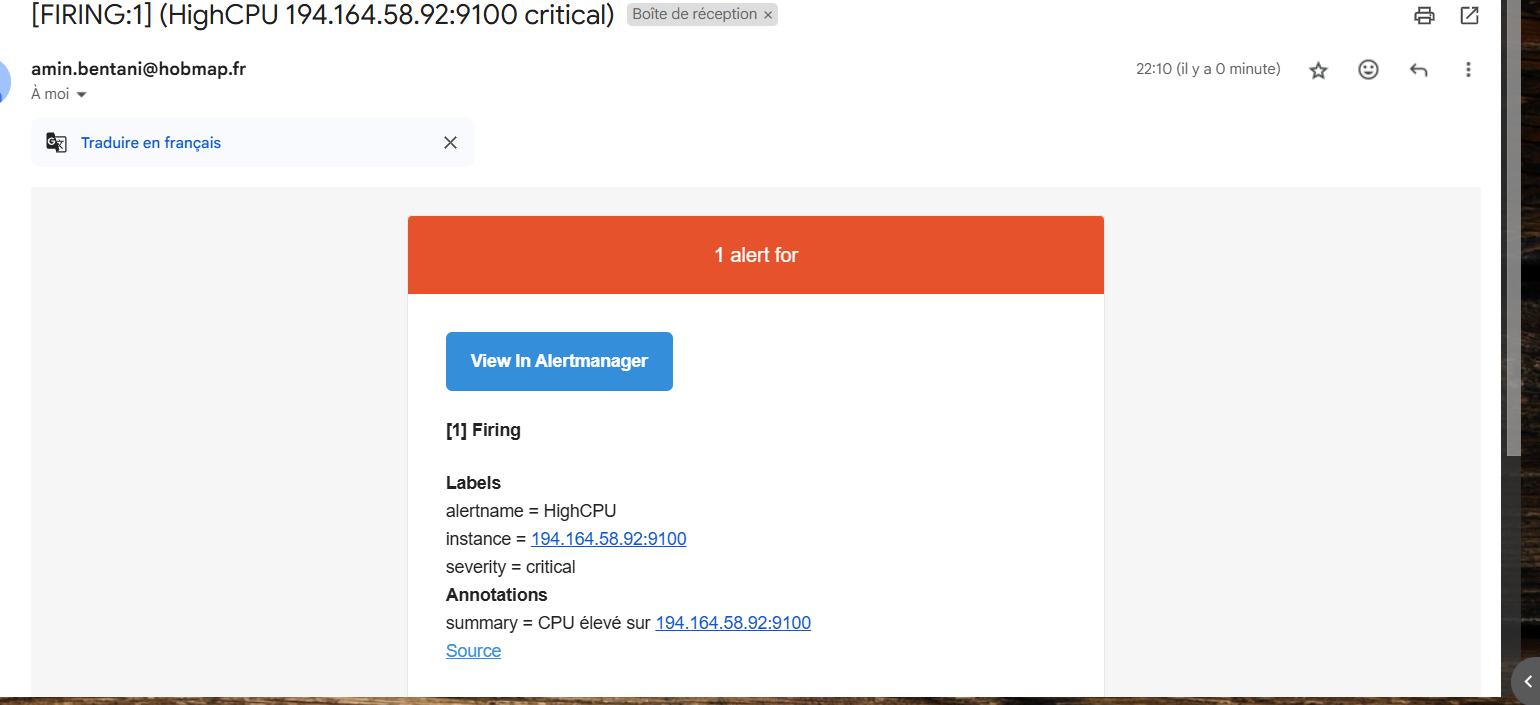 [FIRING:1] (HighCPU 194.164.58.92:9100 critical) Boîte de réception ×
amin.bentani@hobmap.fr 22:10 (il y a 0 minute)
À moi
Traduire en français
1 alert for
View In Alertmanager
[1] Firing
Labels
alertname = HighCPU
instance = 194.164.58.92:9100
severity = critical
Annotations
summary = CPU élevé sur 194.164.58.92:9100
Source